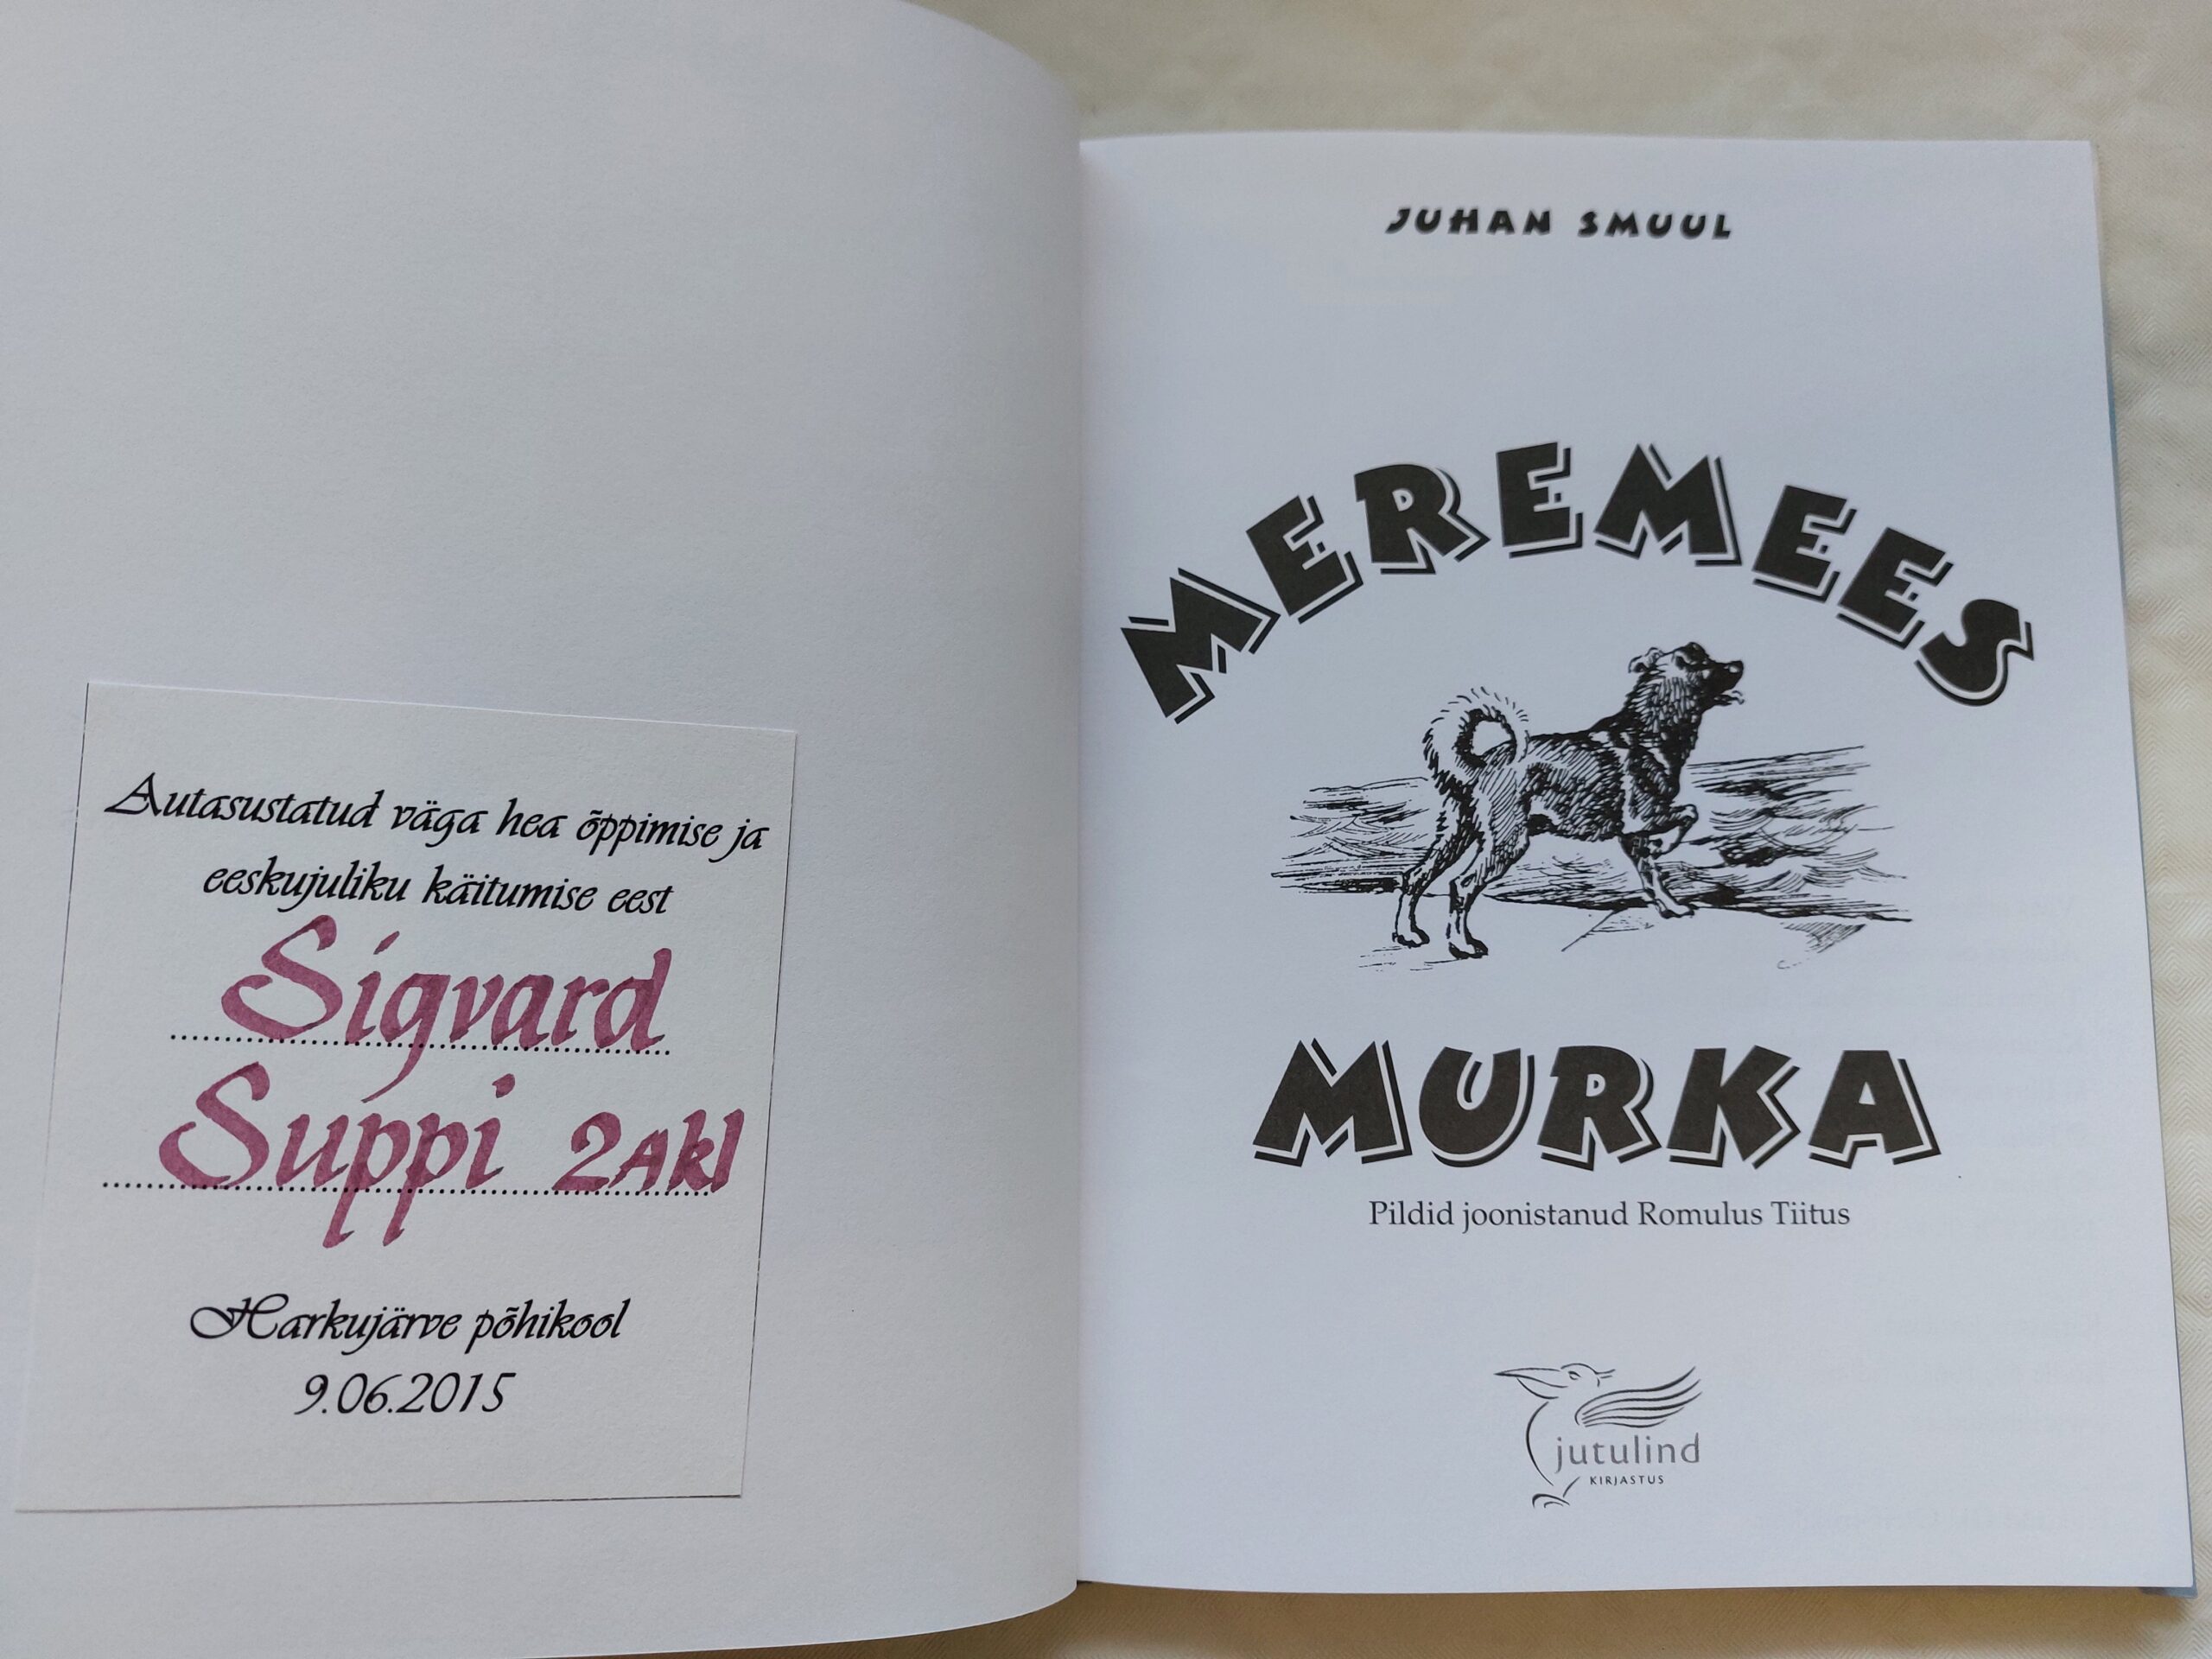 Autasustatud väga hea õppimise ja
eeskujuliku käitumise eest
Sigvard
Suppi 2Akl
Harkujärve põhikool
9.06.2015
JUHAN SMUUL
MEREMEES
MURKA
Pildid joonistanud Romulus Tiitus
jutulind
KIRJASTUS